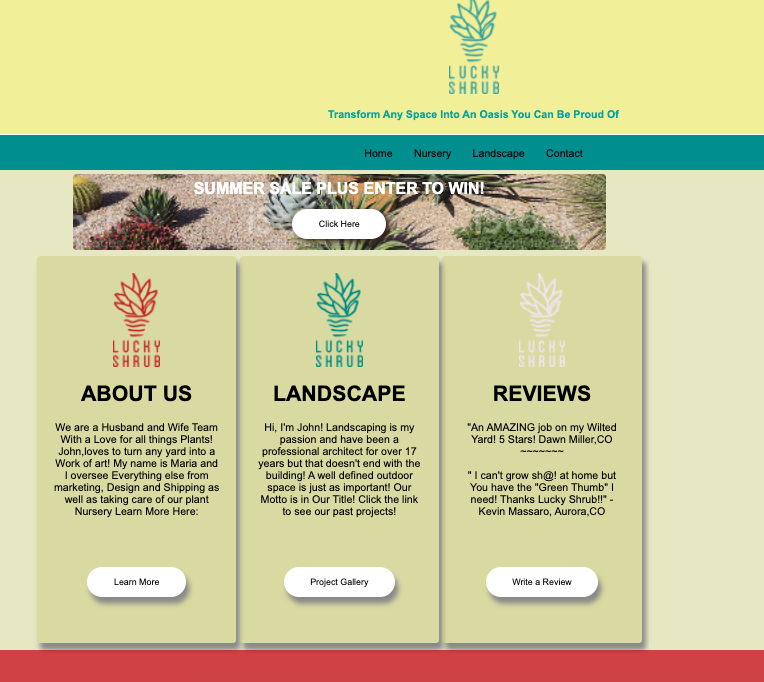 LUCKY
SHRUB
Transform Any Space Into An Oasis You Can Be Proud Of
Home Nursery Landscape Contact
SUMMER SALE PLUS ENTER TO WIN!
Click Here
LUCKY
SHRUB
ABOUT US
We are a Husband and Wife Team
With a Love for all things Plants!
John,loves to turn any yard into a
Work of art! My name is Maria and
I oversee Everything else from
marketing, Design and Shipping as
well as taking care of our plant
Nursery Learn More Here:
Learn More
LUCKY
SHRUB
LANDSCAPE
Hi, I'm John! Landscaping is my
passion and have been a
professional architect for over 17
years but that doesn't end with the
building! A well defined outdoor
space is just as important! Our
Motto is in Our Title! Click the link
to see our past projects!
Project Gallery
LUCKY
SHRUB
REVIEWS
"An AMAZING job on my Wilted
Yard! 5 Stars! Dawn Miller,CO
~~~~~~~
" I can't grow sh@! at home but
You have the "Green Thumb" I
need! Thanks Lucky Shrub!!" -
Kevin Massaro, Aurora,CO
Write a Review